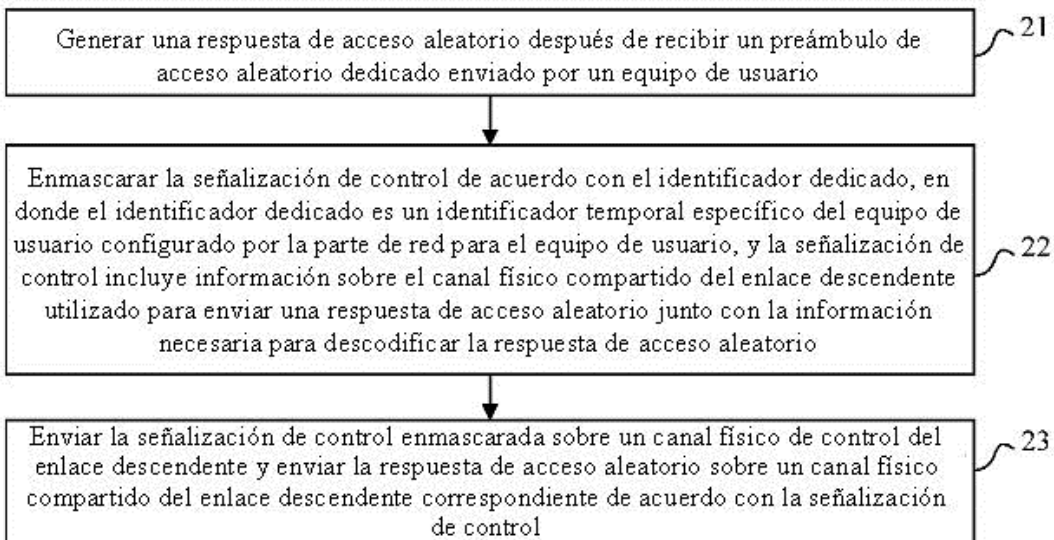 Generar una respuesta de acceso aleatorio después de recibir un preámbulo de
acceso aleatorio dedicado enviado por un equipo de usuario
21
Enmascarar la señalización de control de acuerdo con el identificador dedicado, en
donde el identificador dedicado es un identificador temporal específico del equipo de
usuario configurado por la parte de red para el equipo de usuario, y la señalización de
control incluye información sobre el canal físico compartido del enlace descendente
utilizado para enviar una respuesta de acceso aleatorio junto con la información
necesaria para descodificar la respuesta de acceso aleatorio
22
Enviar la señalización de control enmascarada sobre un canal físico de control del
enlace descendente y enviar la respuesta de acceso aleatorio sobre un canal físico
compartido del enlace descendente correspondiente de acuerdo con la señalización
de control
23